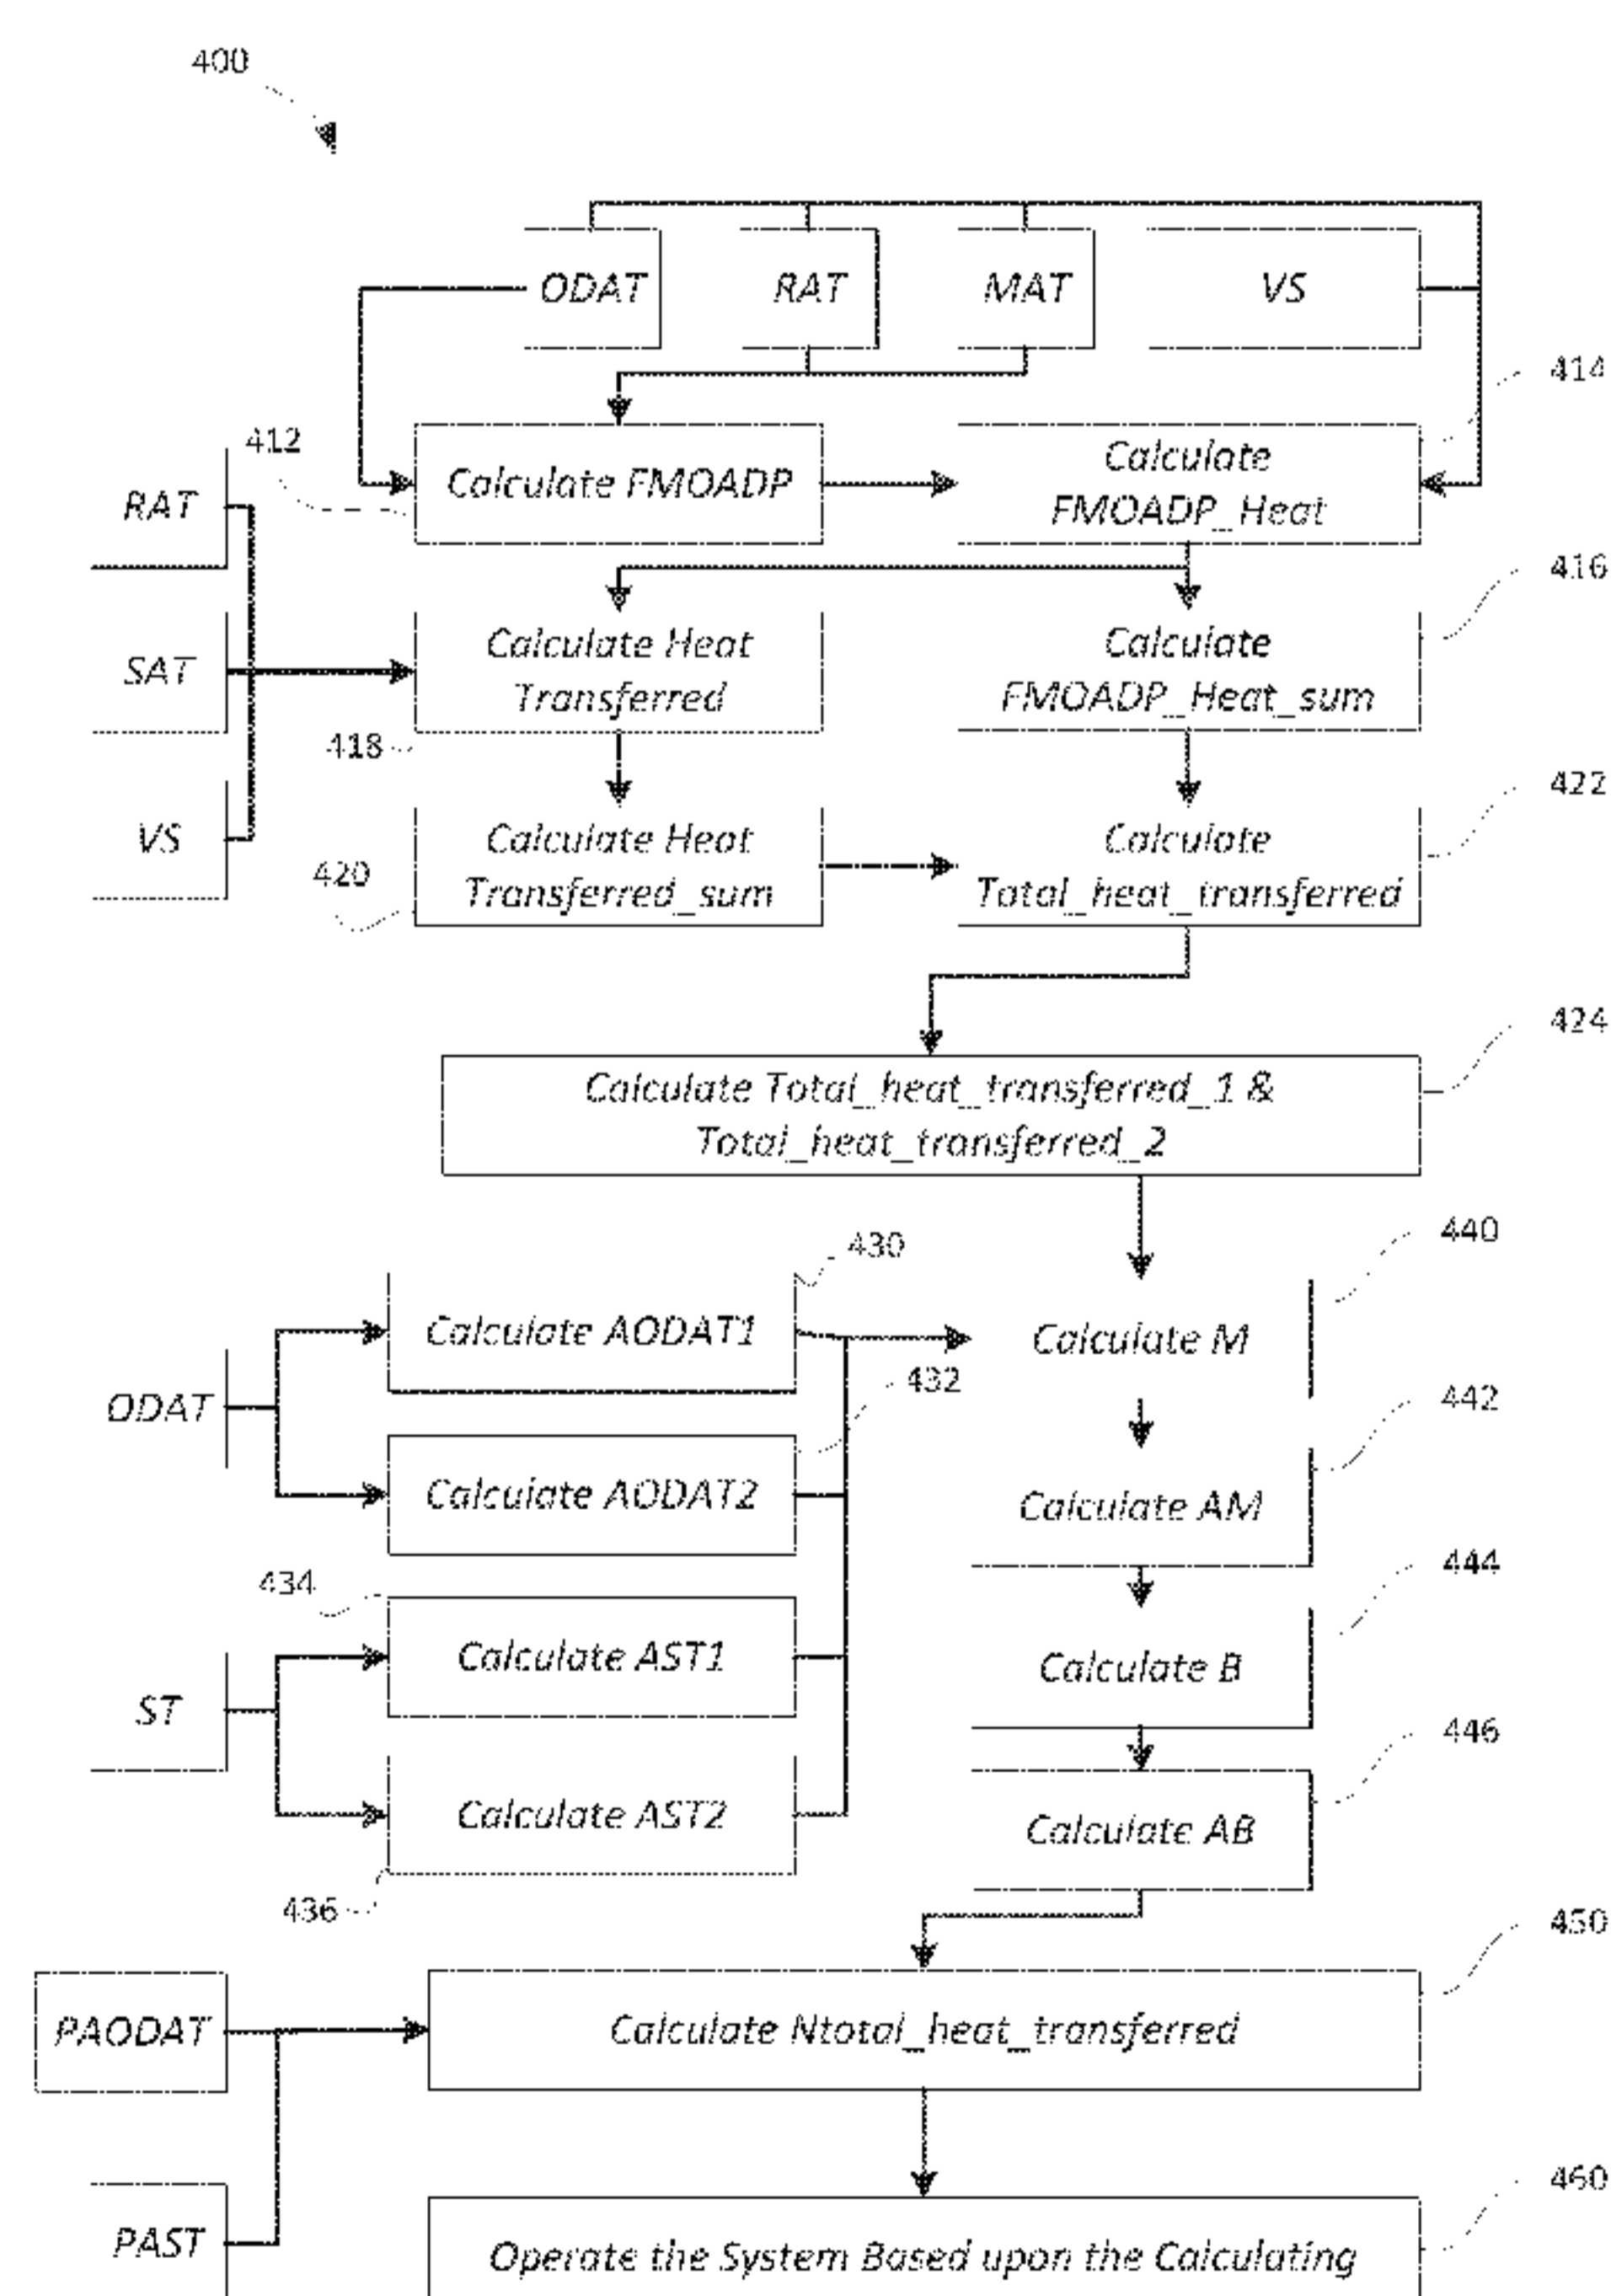 400
ODAT
RAT
MAT
VS
414
412
Calculate FMOADP
Calculate
FMOADP_Heat
RAT
416
SAT
Calculate Heat
Transferred
Calculate
FMOADP_Heat_sum
418
422
VS
420
Calculate Heat
Transferred_sum
Calculate
Total_heat_transferred
424
Calculate Total_heat_transferred_1 &
Total_heat_transferred_2
430
440
Calculate AODAT1
Calculate M
432
ODAT
442
Calculate AODAT2
Calculate AM
434
444
Calculate AST1
Calculate B
ST
446
Calculate AST2
Calculate AB
436
450
PAODAT
Calculate Ntotal_heat_transferred
460
PAST
Operate the System Based upon the Calculating